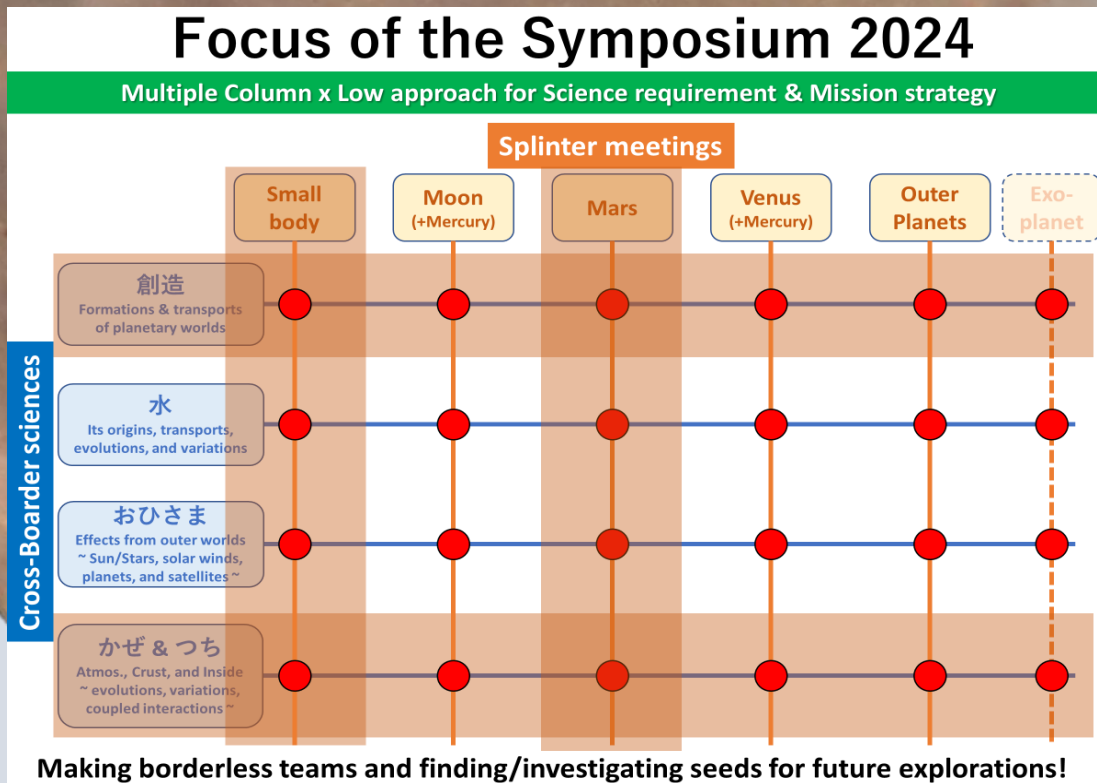 Focus of the Symposium 2024
Multiple Column x Low approach for Science requirement & Mission strategy
Splinter meetings
Small
body
Moon
(+Mercury)
Mars
Venus
(+Mercury)
Outer
Planets
Exo-
planet
Cross-Boarder sciences
創造
Formations & transports
of planetary worlds
水
Its origins, transports,
evolutions, and variations
おひさま
Effects from outer worlds
~ Sun/Stars, solar winds,
planets, and satellites ~
かぜ & つち
Atmos., Crust, and Inside
~ evolutions, variations,
coupled interactions ~
Making borderless teams and finding/investigating seeds for future explorations!